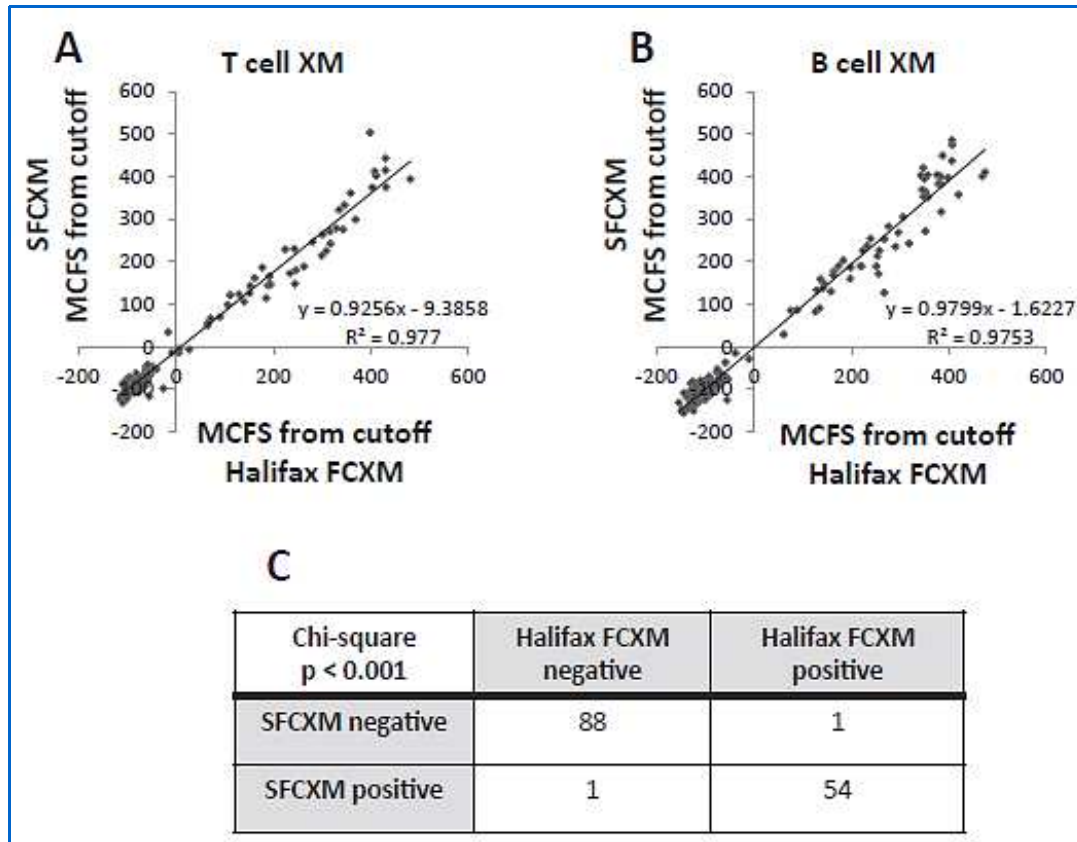 A
T cell XM
SFCXM
MCFS from cutoff
600
500
400
300
200
100
0
-100
-200
-200
0
200
400
600
y = 0.9256x - 9.3858
R² = 0.977
MCFS from cutoff
Halifax FCXM
B
B cell XM
SFCXM
MCFS from cutoff
600
500
400
300
200
100
0
-100
-200
-200
0
200
400
600
y = 0.9799x - 1.6227
R² = 0.9753
MCFS from cutoff
Halifax FCXM
C
Chi-square
p < 0.001
Halifax FCXM
negative
Halifax FCXM
positive
SFCXM negative
88
1
SFCXM positive
1
54